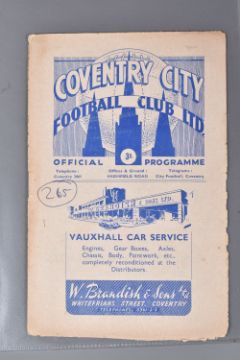 COVENTRY CITY
FOOTBALL CLUB, LTD.
OFFICIAL PROGRAMME
Telephone: Offices & Ground: Telegrams:
Coventry HIGHFIELD ROAD City Football, Coventry
265
VAUXHALL CAR SERVICE
Engines, Gear Boxes, Axles,
Chassis, Body, Paintwork, etc.,
completely reconditioned at the
Distributors.
W. Brandish & Sons Ltd
WHITEFRIARS STREET, COVENTRY